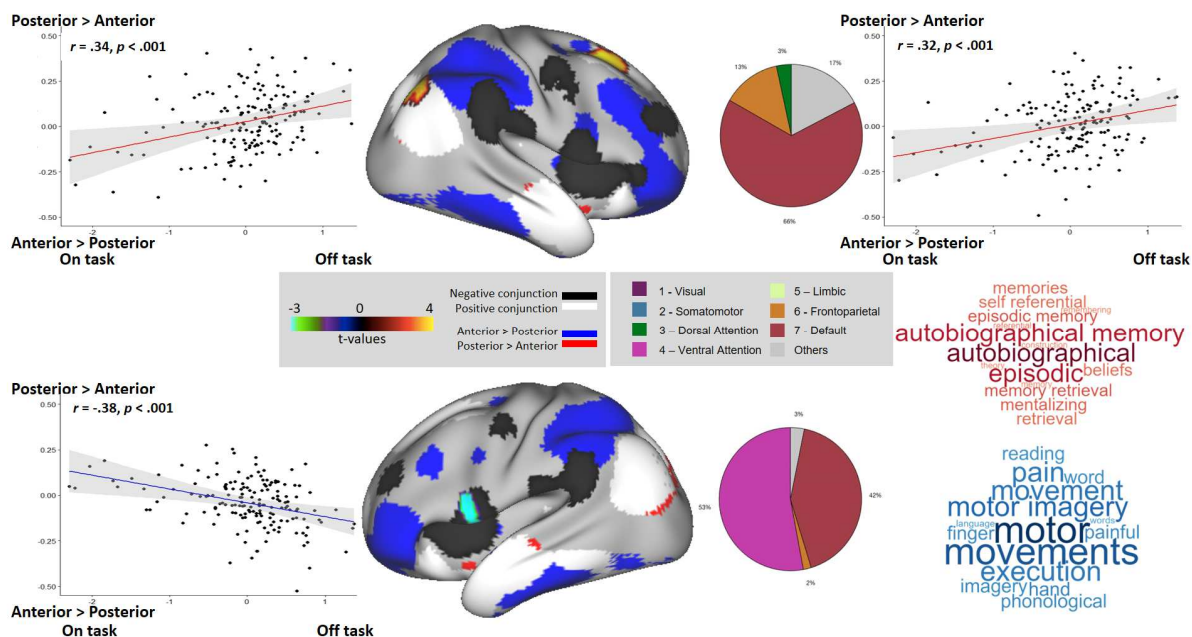 Posterior > Anterior
r = .34, p < .001
0.50
0.25
0.00
0.25
-0.50
-2
-1
0
1
Anterior > Posterior
On task
Off task
3%
13%
17%
66%
Posterior > Anterior
r = .32, p < .001
0.50
0.25
0.00
0.25
-0.50
-2
-1
0
1
Anterior > Posterior
On task
Off task
-3
0
4
t-values
Negative conjunction
Positive conjunction
Anterior > Posterior
Posterior > Anterior
1 - Visual
2 - Somatomotor
3 – Dorsal Attention
4 – Ventral Attention
5 – Limbic
6 – Frontoparietal
7 - Default
Others
memories
self referential
remembering
episodic memory
referential
autobiographical memory
construction
autobiographical
theory
episodic
beliefs
memory
memory retrieval
mentalizing
retrieval
Posterior > Anterior
r = -.38, p < .001
0.50
0.25
0.00
0.25
-0.50
-2
-1
0
1
Anterior > Posterior
On task
Off task
3%
53%
42%
2%
reading
pain
word
movement
motor imagery
language
motor
words
finger
painful
movements
execution
imagery
hand
phonological